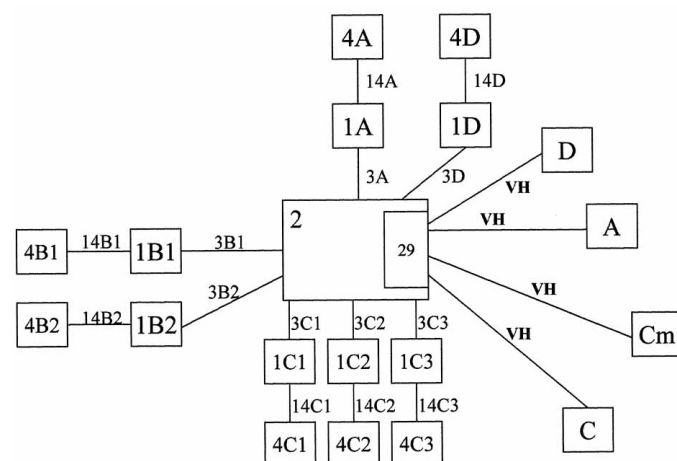 4A 4D
14A 14D
1A 1D
3A 3D
D
VH
2
VH A
29
4B1 14B1 1B1 3B1
VH
3B2
4B2 14B2 1B2
Cm
3C1 3C2 3C3
VH
1C1 1C2 1C3
14C1 14C2 14C3
C
4C1 4C2 4C3